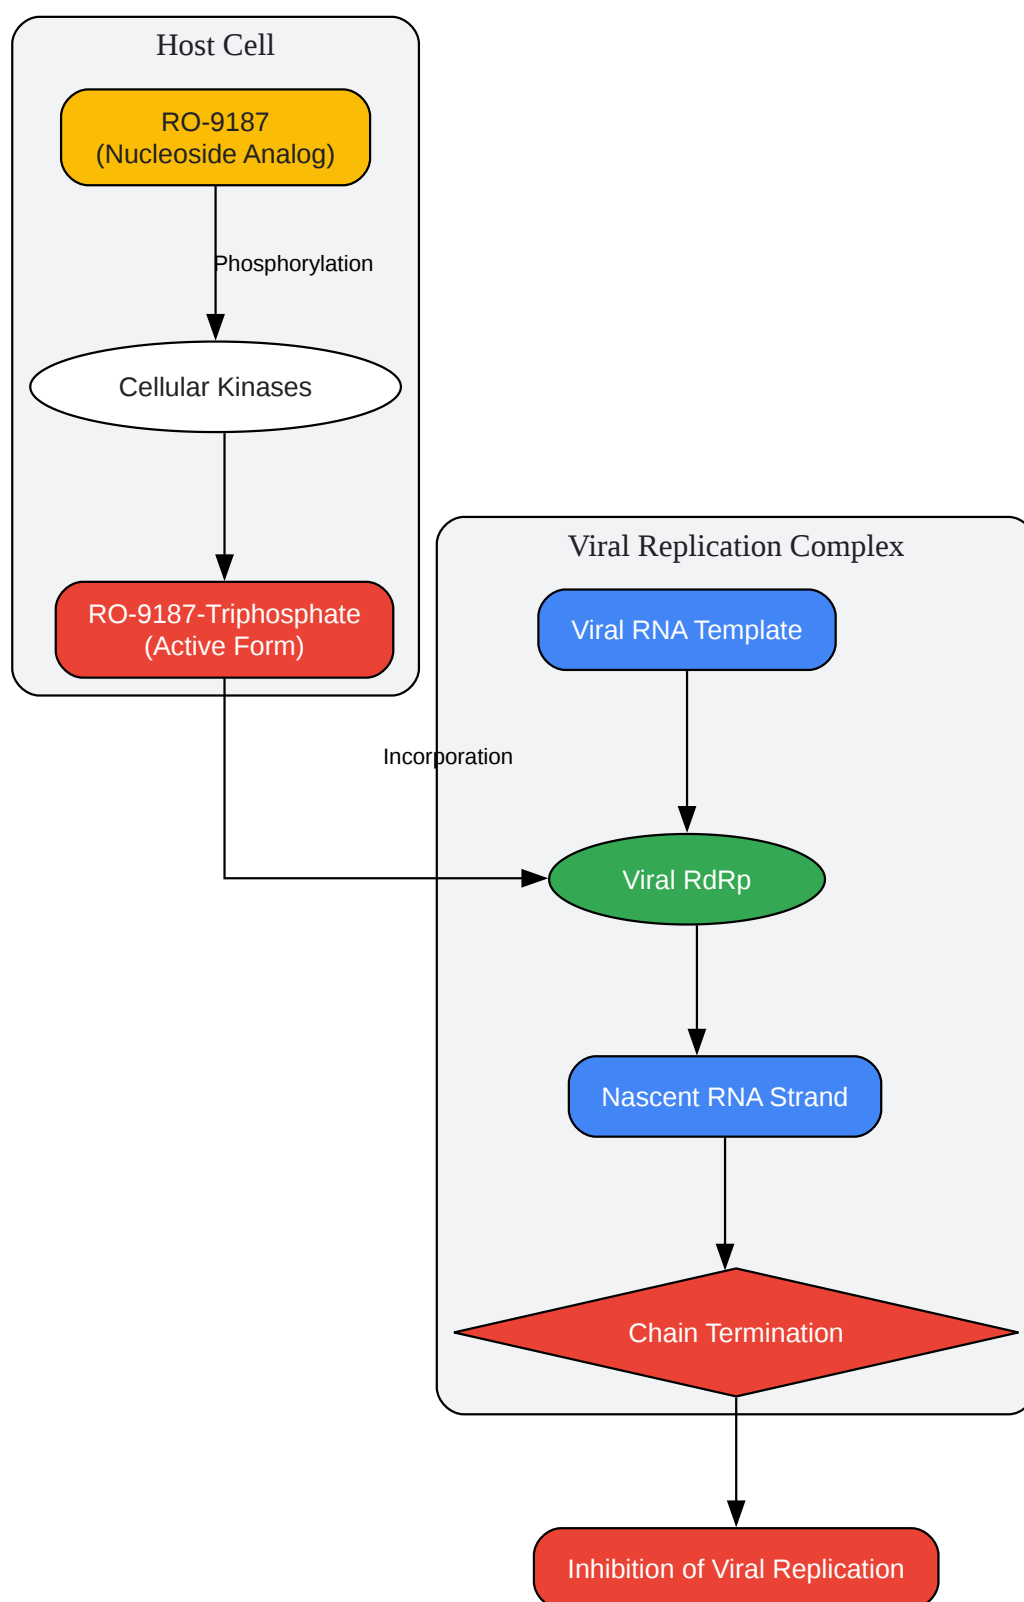 Host Cell
RO-9187
(Nucleoside Analog)
Phosphorylation
Cellular Kinases
RO-9187-Triphosphate
(Active Form)
Viral Replication Complex
Viral RNA Template
Incorporation
Viral RdRp
Nascent RNA Strand
Chain Termination
Inhibition of Viral Replication